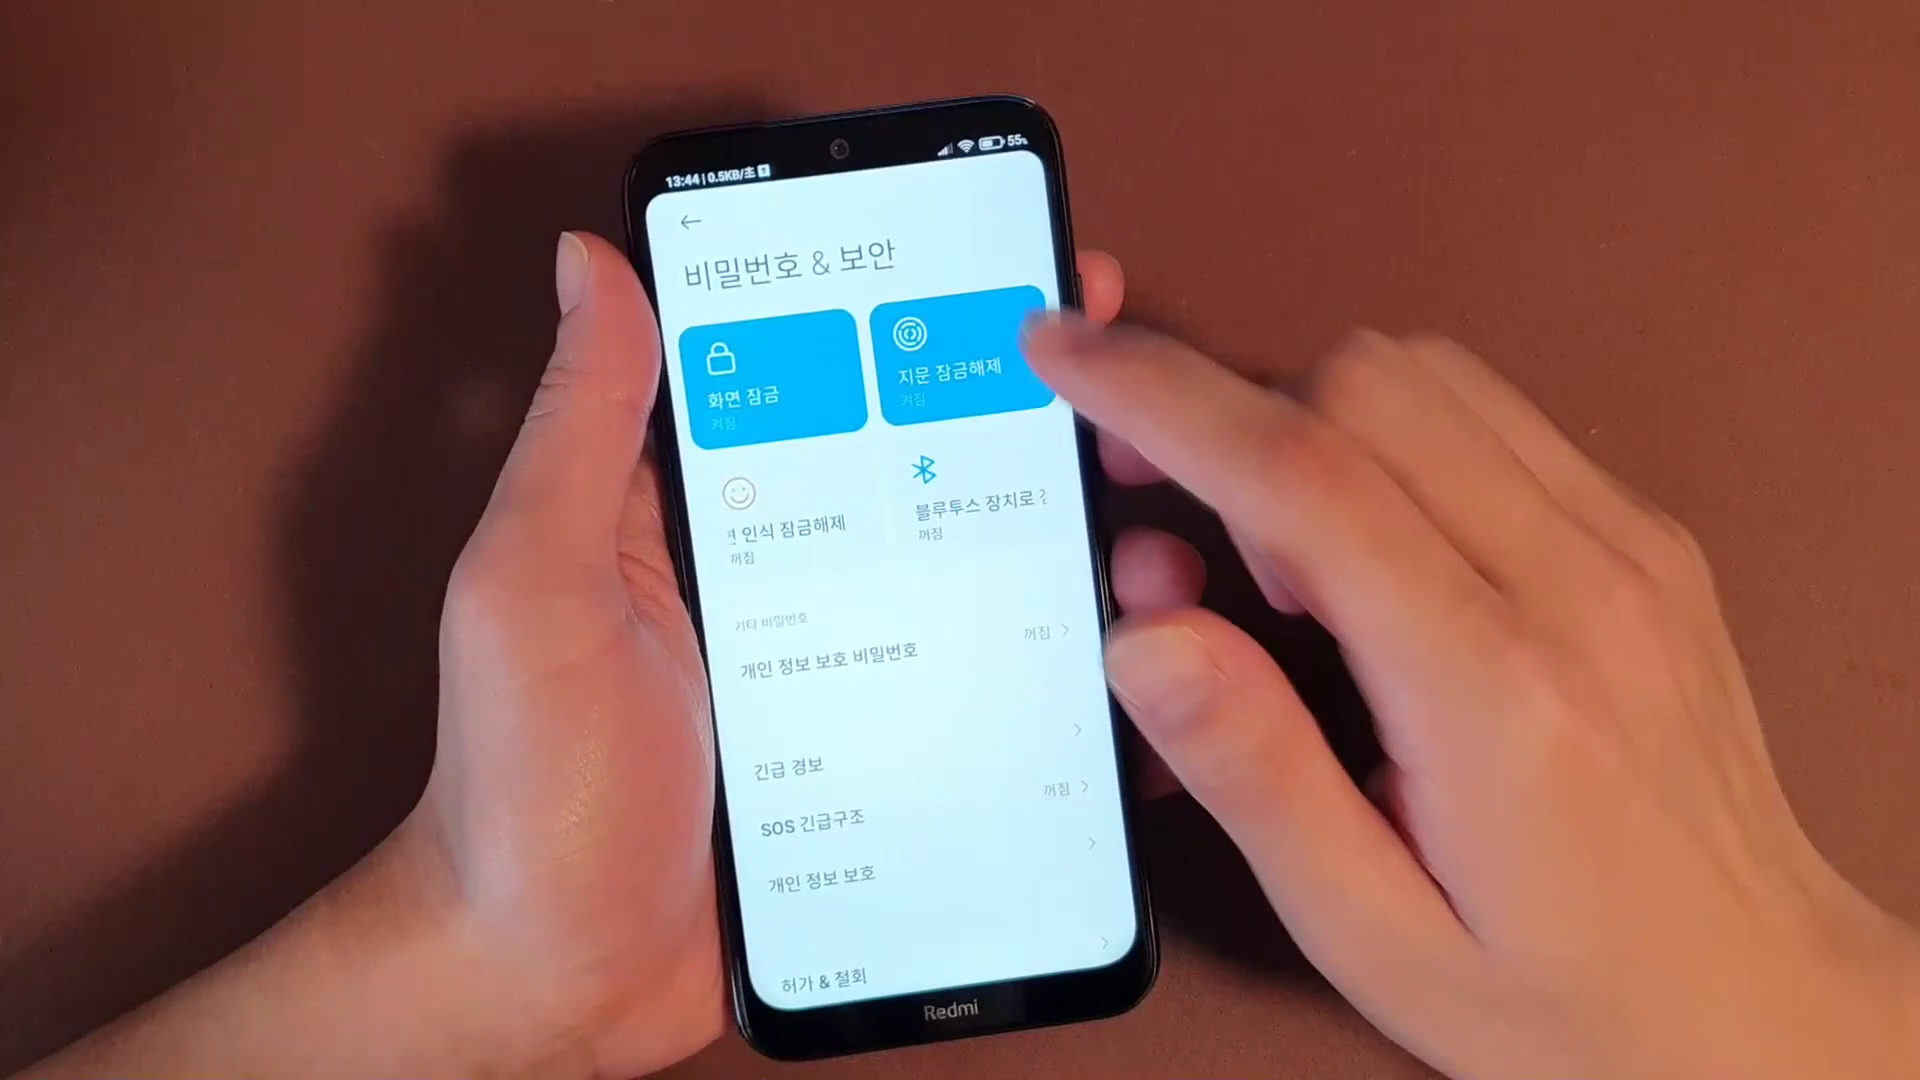 13:44 | 0.5KB/초
55%
비밀번호 & 보안
화면 잠금
켜짐
지문 잠금해제
켜짐
인식 잠금해제
꺼짐
블루투스 장치로
꺼짐
기타 비밀번호
개인 정보 보호 비밀번호
꺼짐
긴급 경보
SOS 긴급구조
꺼짐
개인 정보 보호
허가 & 철회
Redmi